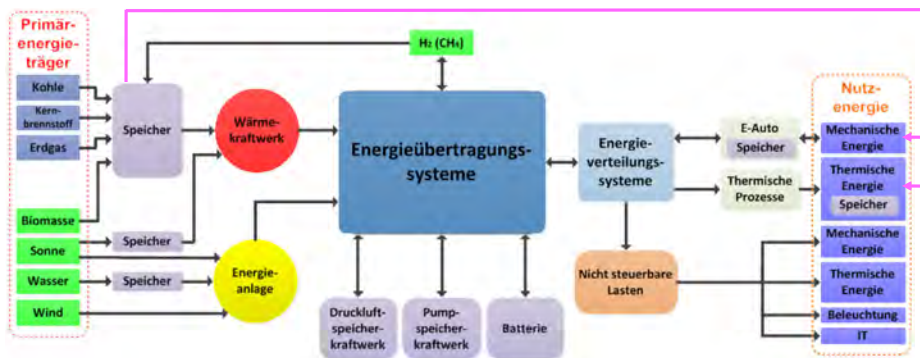 Primär-
energie-
träger
Kohle
Kern-
brennstoff
Erdgas
Biomasse
Sonne
Wasser
Wind
Speicher
Speicher
Speicher
Wärme-
kraftwerk
Energie-
anlage
H₂ (CH₄)
Energieübertragungs-
systeme
Druckluft-
speicher-
kraftwerk
Pump-
speicher-
kraftwerk
Batterie
Energie-
verteilungs-
systeme
Nicht steuerbare
Lasten
E-Auto
Speicher
Thermische
Prozesse
Nutz-
energie
Mechanische
Energie
Thermische
Energie
Speicher
Mechanische
Energie
Thermische
Energie
Beleuchtung
IT